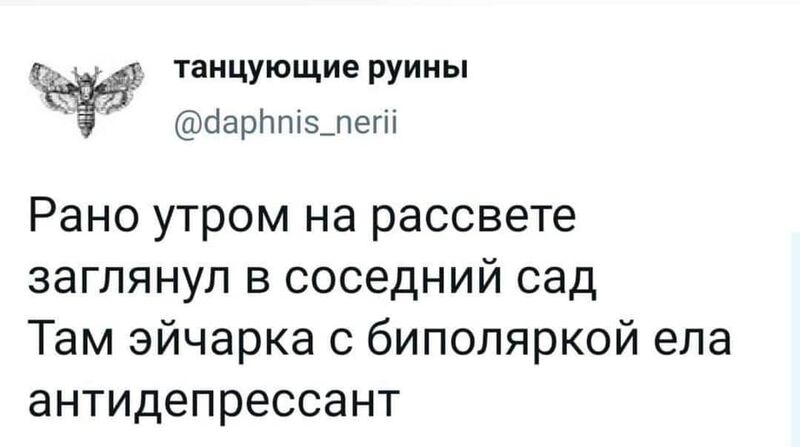 танцующие руины
@daphnis_nerii
Рано утром на рассвете
заглянул в соседний сад
Там эйчарка с биполяркой ела
антидепрессант